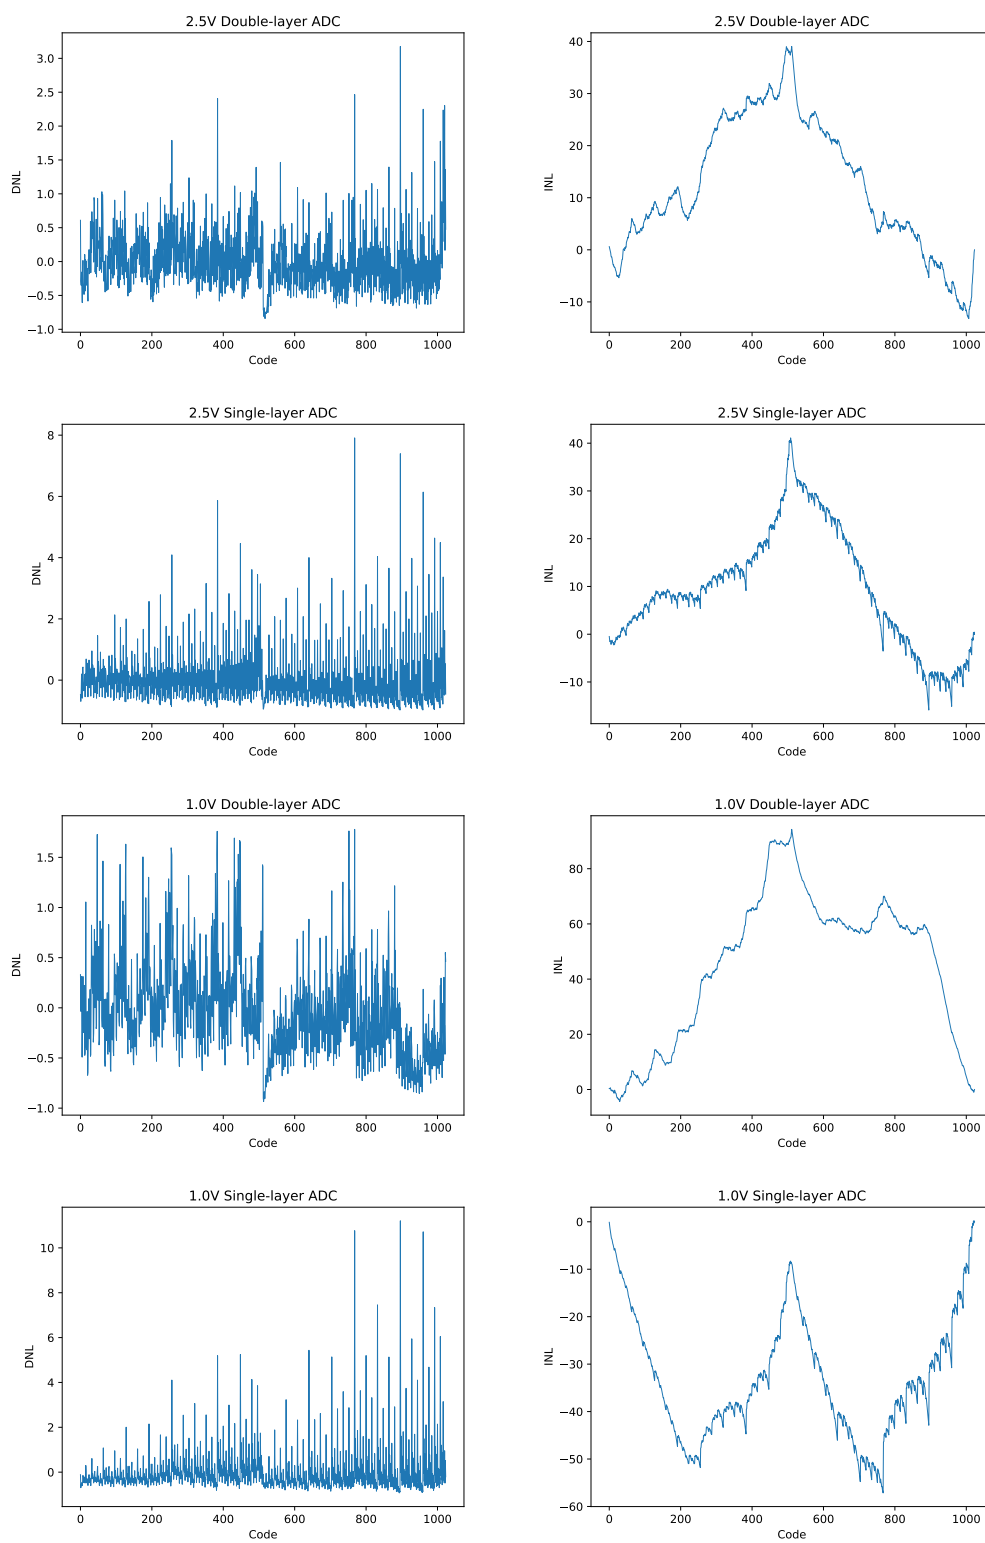 2.5V Double-layer ADC
3.0
2.5
2.0
1.5
1.0
0.5
0.0
−0.5
−1.0
DNL
0 200 400 600 800 1000
Code
2.5V Double-layer ADC
40
30
20
10
0
−10
INL
0 200 400 600 800 1000
Code
2.5V Single-layer ADC
8
6
4
2
0
DNL
0 200 400 600 800 1000
Code
2.5V Single-layer ADC
40
30
20
10
0
−10
INL
0 200 400 600 800 1000
Code
1.0V Double-layer ADC
1.5
1.0
0.5
0.0
−0.5
−1.0
DNL
0 200 400 600 800 1000
Code
1.0V Double-layer ADC
80
60
40
20
0
INL
0 200 400 600 800 1000
Code
1.0V Single-layer ADC
10
8
6
4
2
0
DNL
0 200 400 600 800 1000
Code
1.0V Single-layer ADC
0
−10
−20
−30
−40
−50
−60
INL
0 200 400 600 800 1000
Code